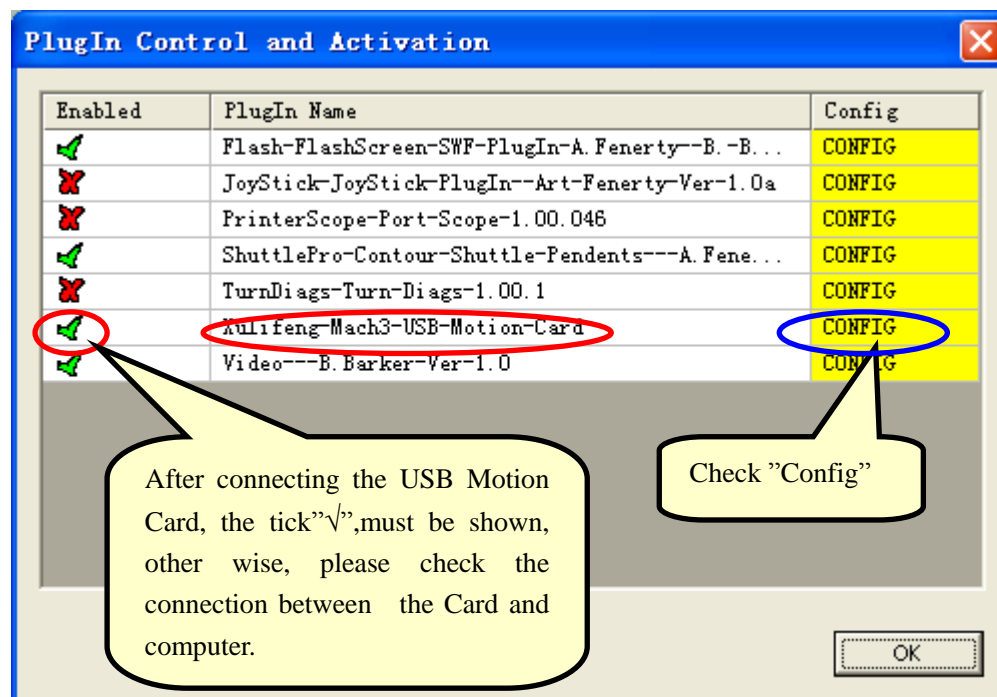 PlugIn Control and Activation
Enabled PlugIn Name Config
Flash-FlashScreen-SWF-PlugIn-A.Fenerty--B.-B... CONFIG
JoyStick-JoyStick-PlugIn--Art-Fenerty-Ver-1.0a CONFIG
PrinterScope-Port-Scope-1.00.046 CONFIG
ShuttlePro-Contour-Shuttle-Pendents---A.Fene... CONFIG
TurnDiags-Turn-Diags-1.00.1 CONFIG
XuLifeng-Mach3-USB-Motion-Card CONFIG
Video---B.Barker-Ver-1.0 CONFIG
After connecting the USB Motion
Card, the tick”√”,must be shown,
other wise, please check the
connection between the Card and
computer.
Check ”Config”
OK